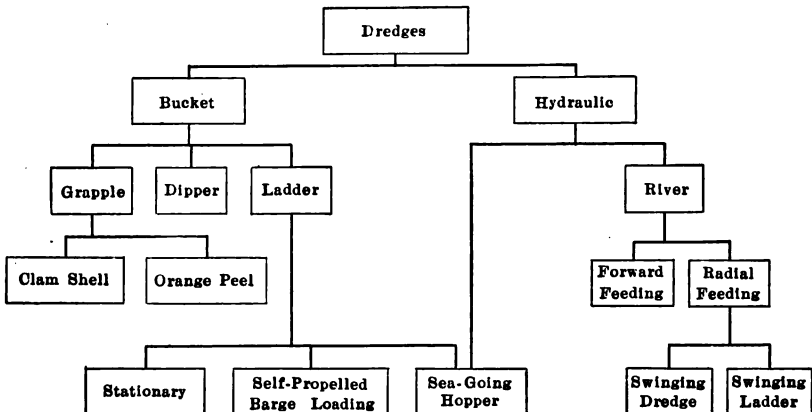 Dredges
Bucket
Hydraulic
Grapple
Dipper
Ladder
River
Clam Shell
Orange Peel
Forward
Feeding
Radial
Feeding
Stationary
Self-Propelled
Barge Loading
Sea-Going
Hopper
Swinging
Dredge
Swinging
Ladder